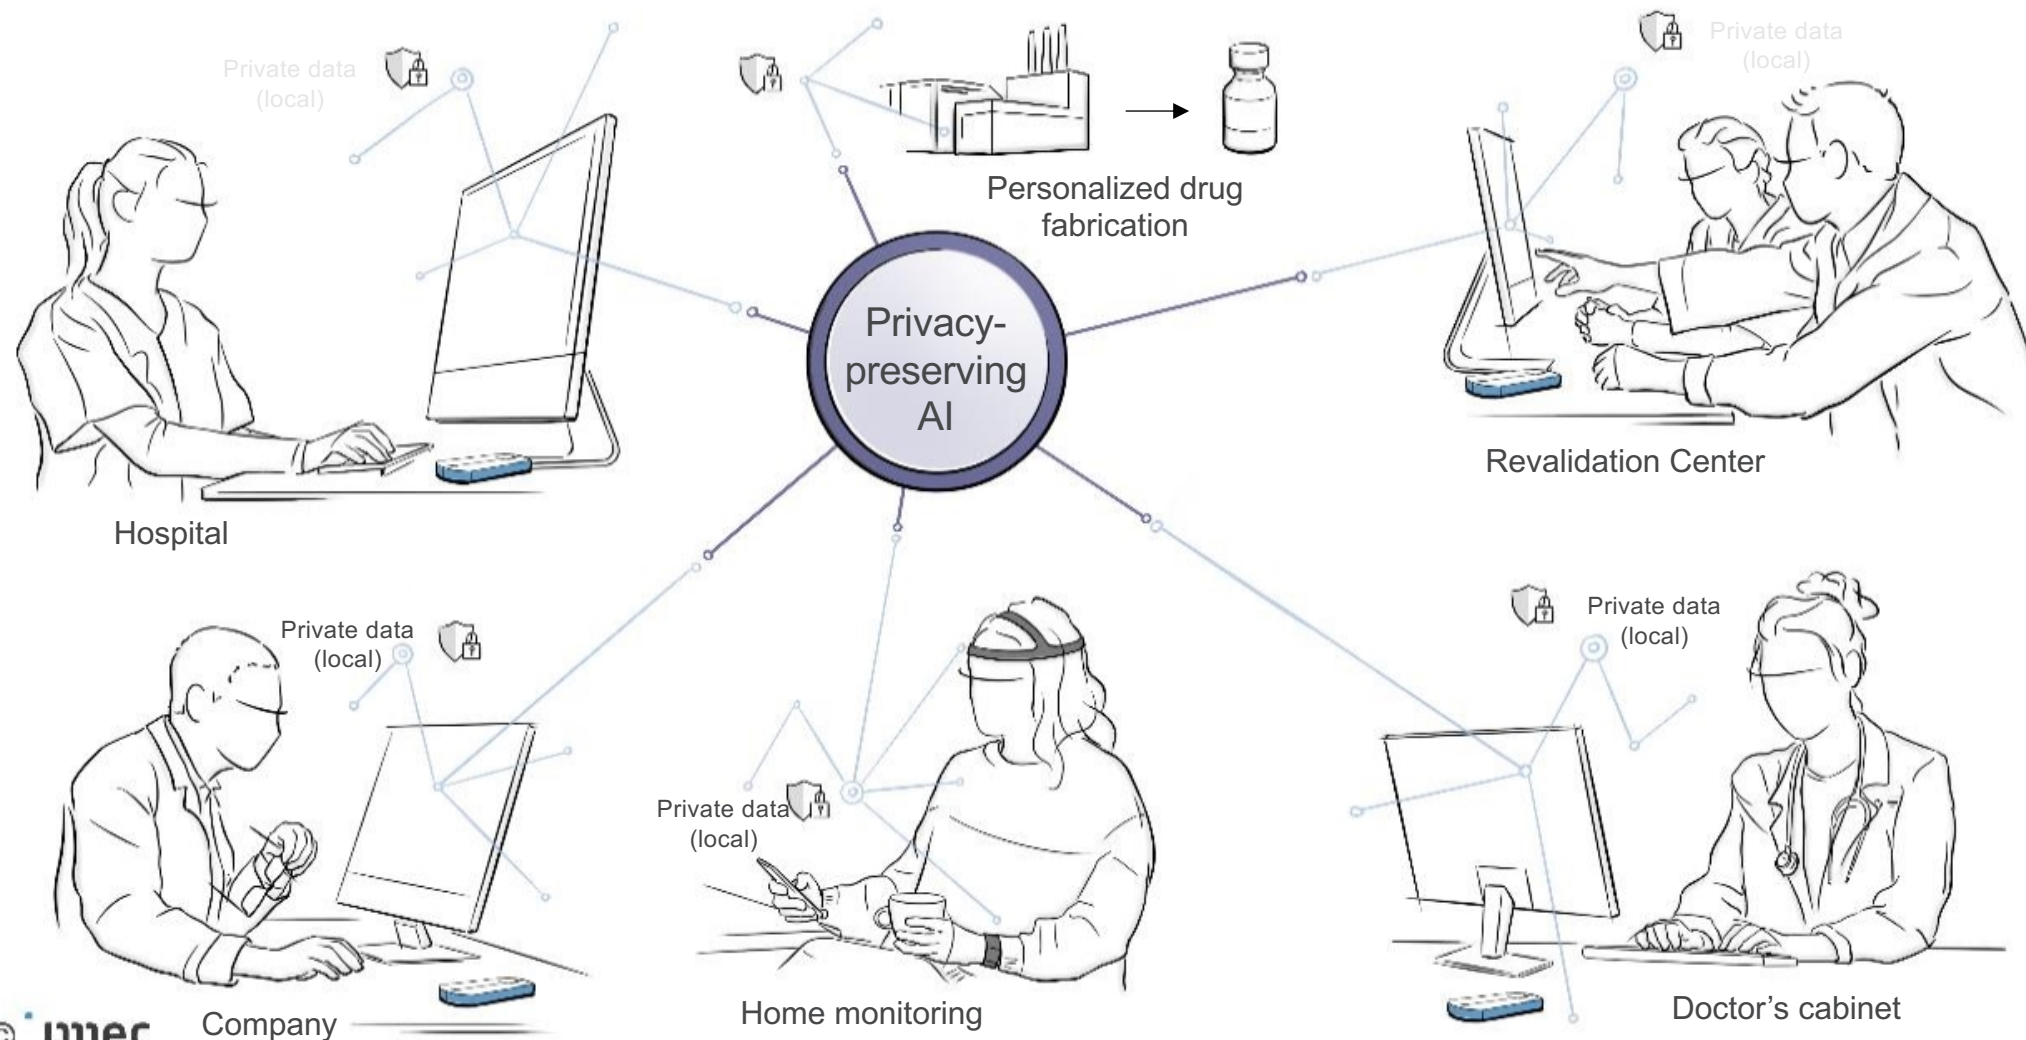 Private data
(local)
Private data
(local)
Personalized drug
fabrication
Privacy-
preserving
AI
Revalidation Center
Hospital
Private data
(local)
Private data
(local)
Private data
(local)
Company
Home monitoring
Doctor's cabinet
© imec